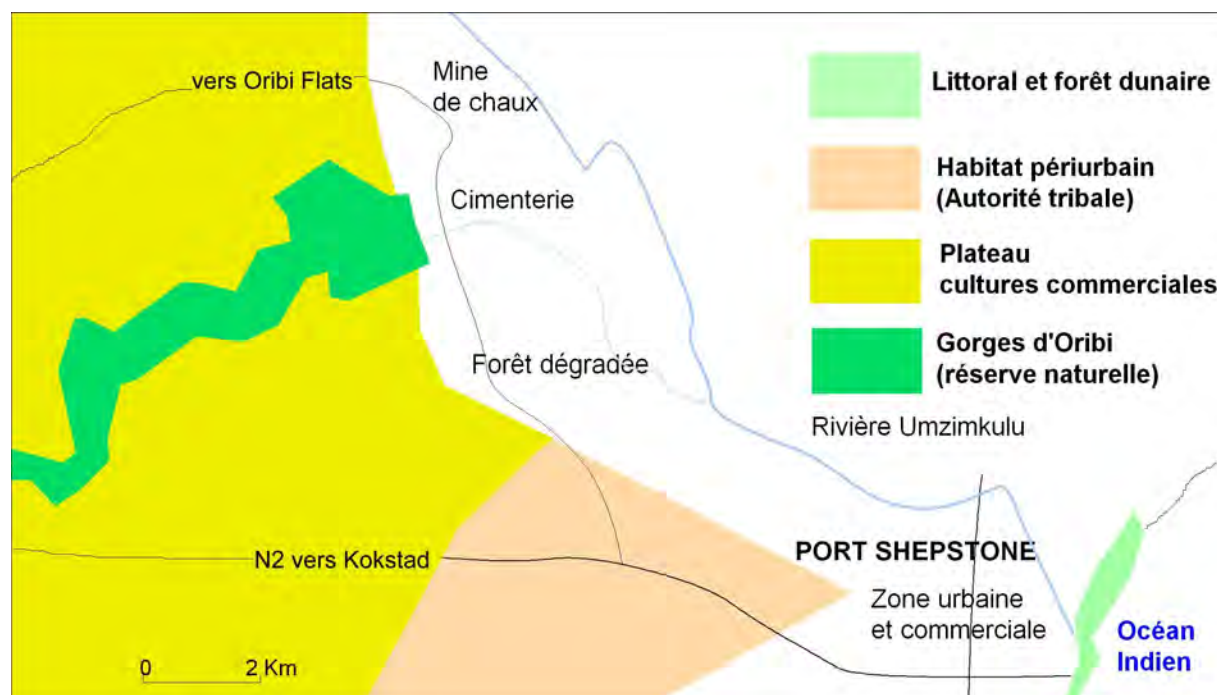 vers Oribi Flats
Mine
de chaux
Cimenterie
Forêt dégradée
Littoral et forêt dunaire
Habitat périurbain
(Autorité tribale)
Plateau
cultures commerciales
Gorges d'Oribi
(réserve naturelle)
Rivière Umzimkulu
N2 vers Kokstad
PORT SHEPSTONE
Zone urbaine
et commerciale
Océan
Indien
0 2 Km